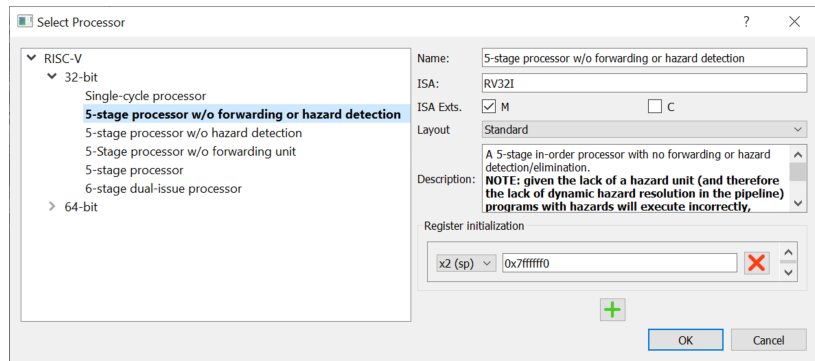 Select Processor
?
RISC-V
32-bit
Single-cycle processor
5-stage processor w/o forwarding or hazard detection
5-stage processor w/o hazard detection
5-Stage Processor w/o forwarding unit
5-stage processor
6-stage dual-issue processor
64-bit
Name: 5-stage processor w/o forwarding or hazard detection
ISA: RV32I
ISA Exts. M C
Layout Standard
Description: A 5-stage in-order processor with no forwarding or hazard
detection/elimination.
NOTE: given the lack of a hazard unit (and therefore
the lack of dynamic hazard resolution in the pipeline)
programs with hazards will execute incorrectly,
Register initialization
x2 (sp) 0x7ffffff0
OK Cancel